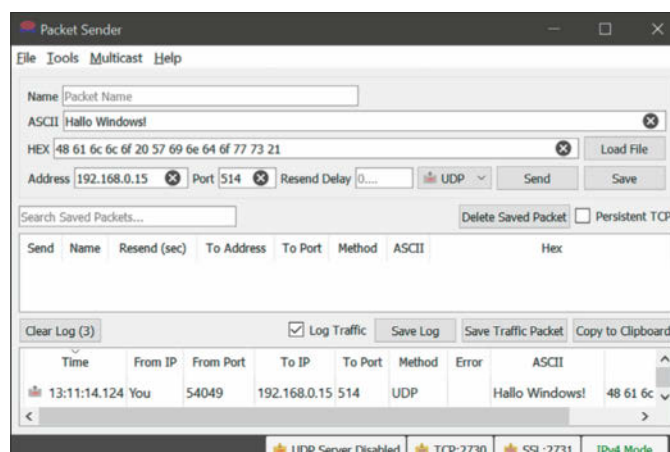 Packet Sender
File Tools Multicast Help
Name Packet Name
ASCII Hallo Windows!
HEX 48 61 6c 6c 6f 20 57 69 6e 64 6f 77 73 21 Load File
Address 192.168.0.15 Port 514 Resend Delay 0.... UDP Send Save
Search Saved Packets... Delete Saved Packet Persistent TCP
Send Name Resend (sec) To Address To Port Method ASCII Hex
Clear Log (3) Log Traffic Save Log Save Traffic Packet Copy to Clipboard
Time From IP From Port To IP To Port Method Error ASCII
13:11:14.124 You 54049 192.168.0.15 514 UDP Hallo Windows! 48 61 6c
UDP Server Disabled TCP:2730 SSL:2731 IPv4 Mode